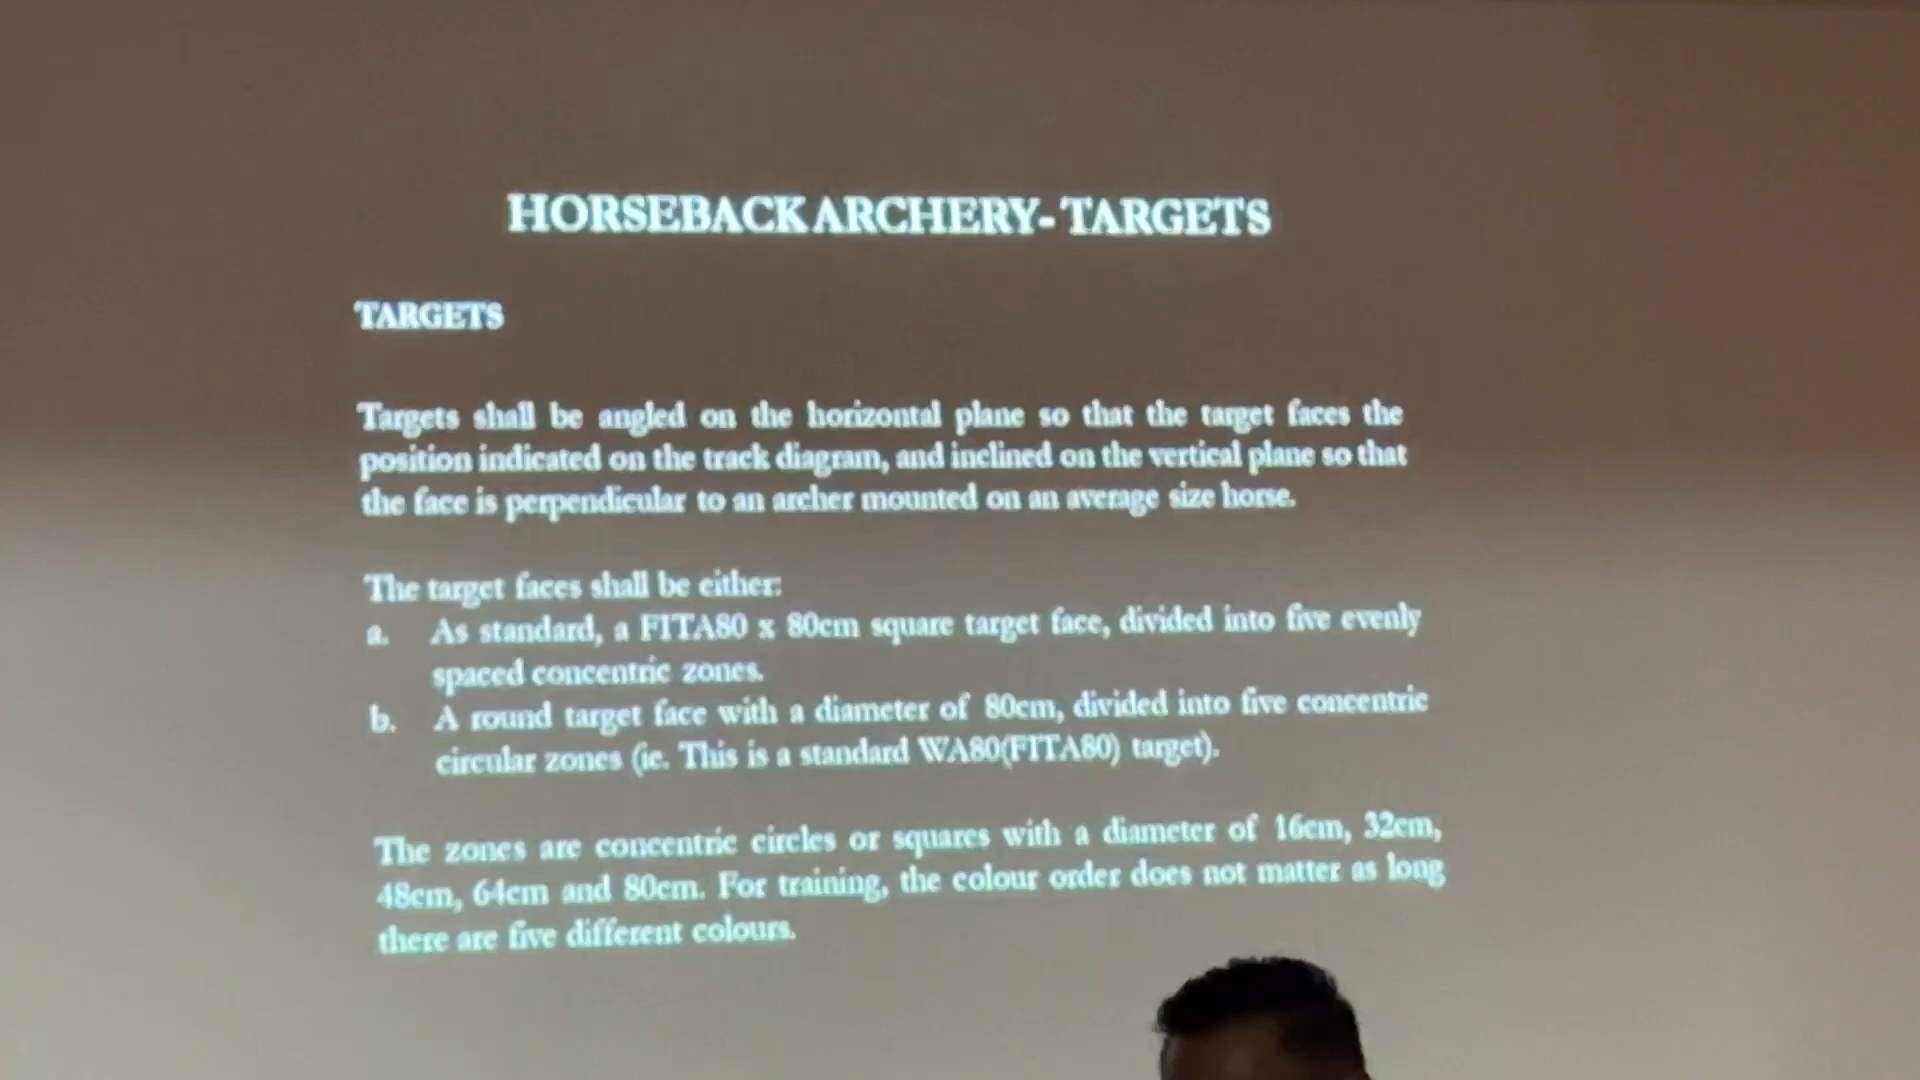 HORSEBACK ARCHERY- TARGETS
TARGETS
Targets shall be angled on the horizontal plane so that the target faces the
position indicated on the track diagram, and inclined on the vertical plane so that
the face is perpendicular to an archer mounted on an average size horse.
The target faces shall be either:
a. As standard, a FITA80 x 80cm square target face, divided into five evenly
spaced concentric zones.
b. A round target face with a diameter of 80cm, divided into five concentric
circular zones (ie. This is a standard WA80(FITA80) target).
The zones are concentric circles or squares with a diameter of 16cm, 32cm,
48cm, 64cm and 80cm. For training, the colour order does not matter as long
there are five different colours.